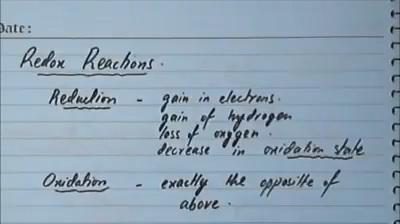 Date:
Redox Reactions.
Reduction - gain in electrons.
gain of hydrogen
loss of oxygen.
decrease in oxidation state
Oxidation - exactly the opposite of
above.